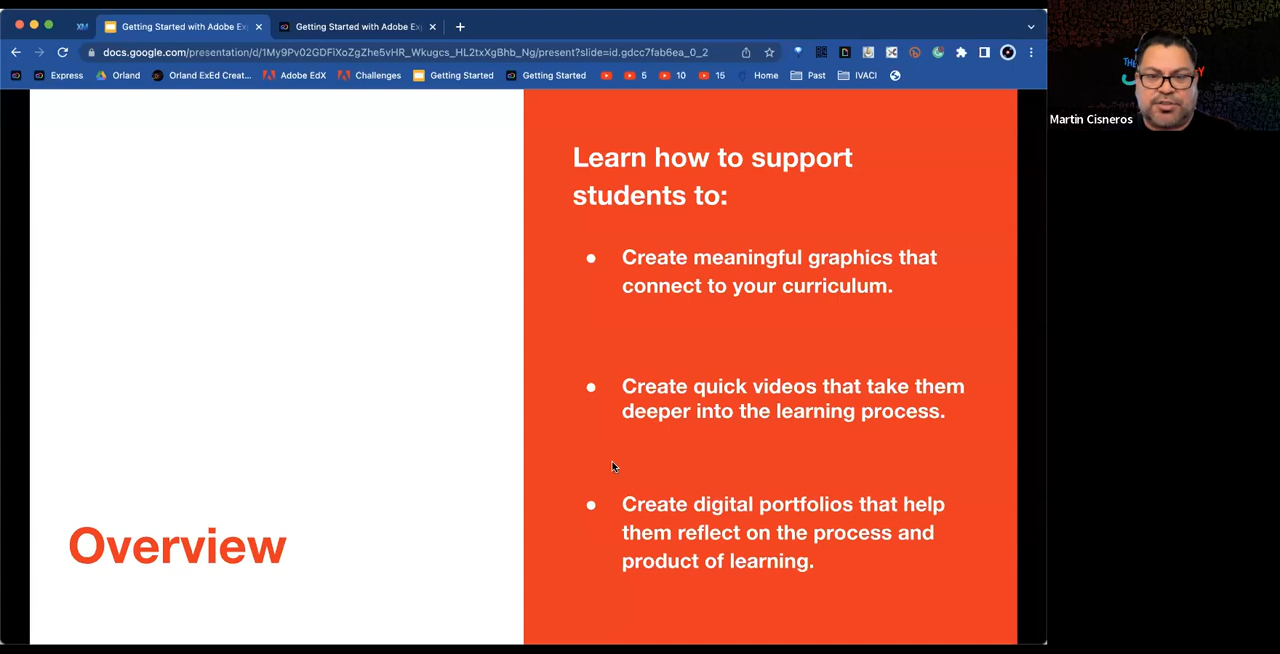 XM
Getting Started with Adobe Ex
Getting Started with Adobe Ex
docs.google.com/presentation/d/1My9Pv02GDFiXoZgZhe5vHR_Wkugcs_HL2txXgBhb_Ng/present?slide=id.gdcc7fab6ea_0_2
Express
Orland
Orland ExEd Creat...
Adobe EdX
Challenges
Getting Started
Getting Started
5
10
15
Home
Past
IVACI
Martin Cisneros
Overview
Learn how to support
students to:
● Create meaningful graphics that
connect to your curriculum.
● Create quick videos that take them
deeper into the learning process.
● Create digital portfolios that help
them reflect on the process and
product of learning.